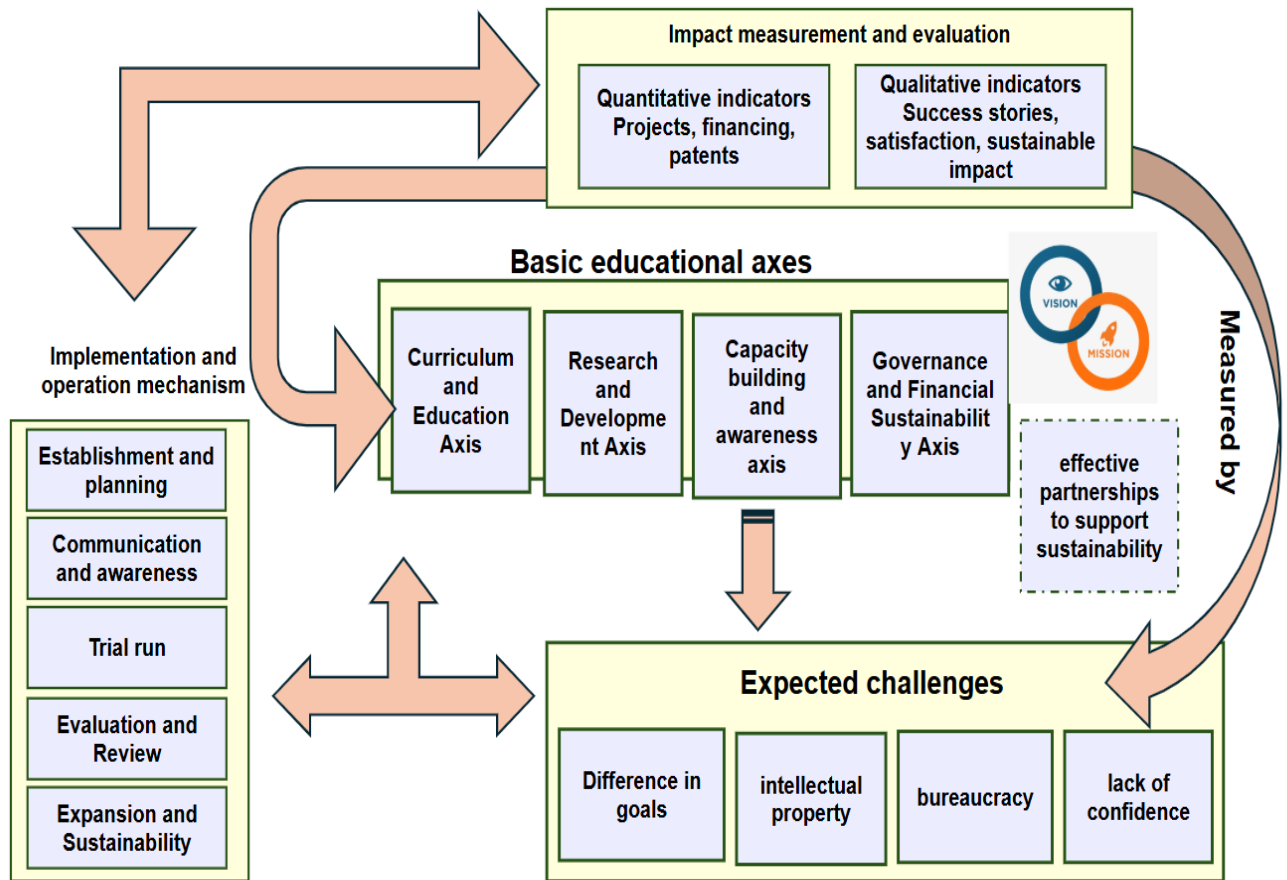 Impact measurement and evaluation
Quantitative indicators
Projects, financing,
patents
Qualitative indicators
Success stories,
satisfaction, sustainable
impact
Basic educational axes
Curriculum
and
Education
Axis
Research
and
Developme
nt Axis
Capacity
building
and
awareness
axis
Governance
and Financial
Sustainabilit
y Axis
VISION
MISSION
Measured by
effective
partnerships
to support
sustainability
Implementation and
operation mechanism
Establishment and
planning
Communication
and awareness
Trial run
Evaluation and
Review
Expansion and
Sustainability
Expected challenges
Difference in
goals
intellectual
property
bureaucracy
lack of
confidence